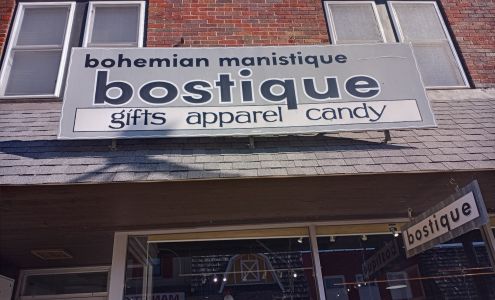 bohemian manistique
bostique
gifts apparel candy
bostique